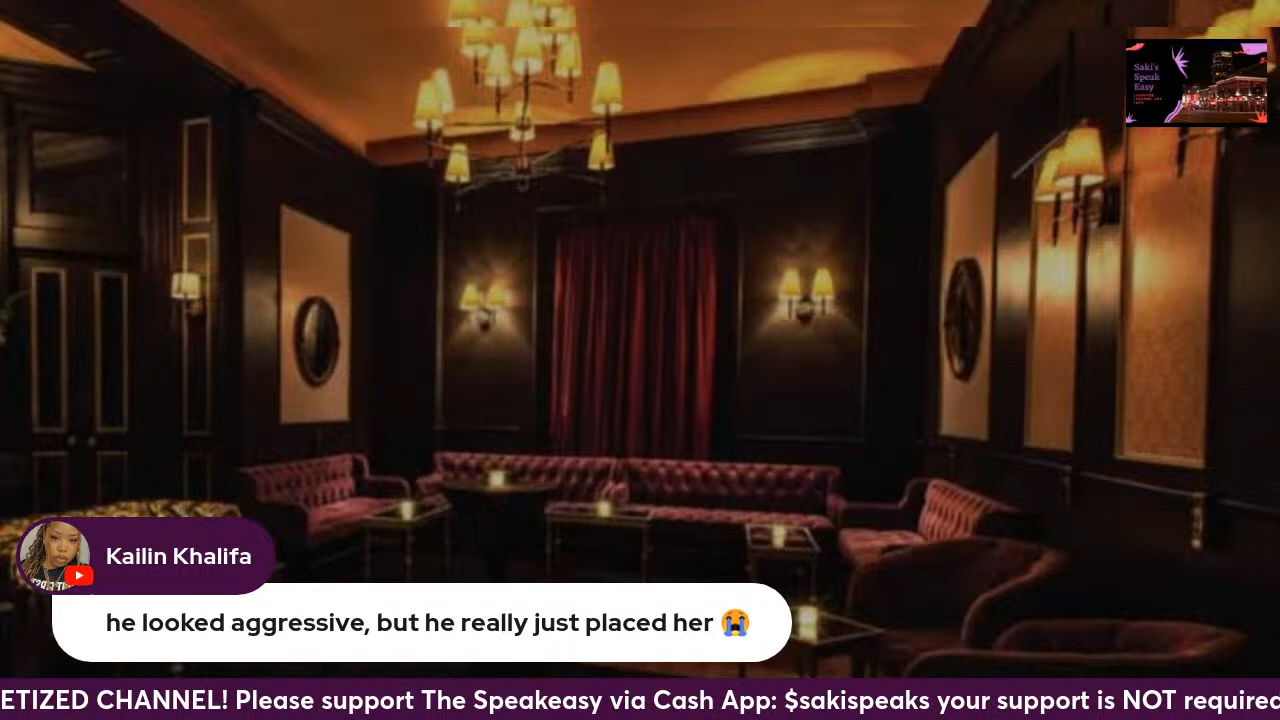 Saki's
Speak
Easy
Kailin Khalifa
he looked aggressive, but he really just placed her 😭
ETIZED CHANNEL! Please support The Speakeasy via Cash App: $sakispeaks your support is NOT required